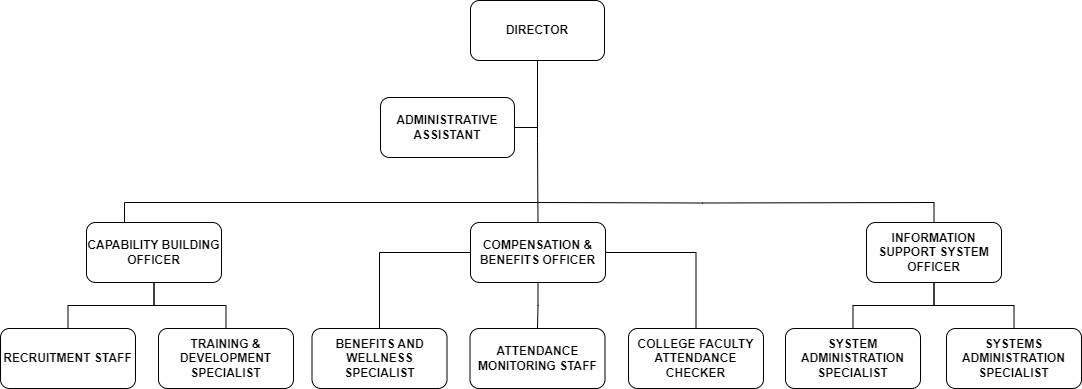 DIRECTOR
ADMINISTRATIVE
ASSISTANT
CAPABILITY BUILDING
OFFICER
COMPENSATION &
BENEFITS OFFICER
INFORMATION
SUPPORT SYSTEM
OFFICER
RECRUITMENT STAFF
TRAINING &
DEVELOPMENT
SPECIALIST
BENEFITS AND
WELLNESS
SPECIALIST
ATTENDANCE
MONITORING STAFF
COLLEGE FACULTY
ATTENDANCE
CHECKER
SYSTEM
ADMINISTRATION
SPECIALIST
SYSTEMS
ADMINISTRATION
SPECIALIST